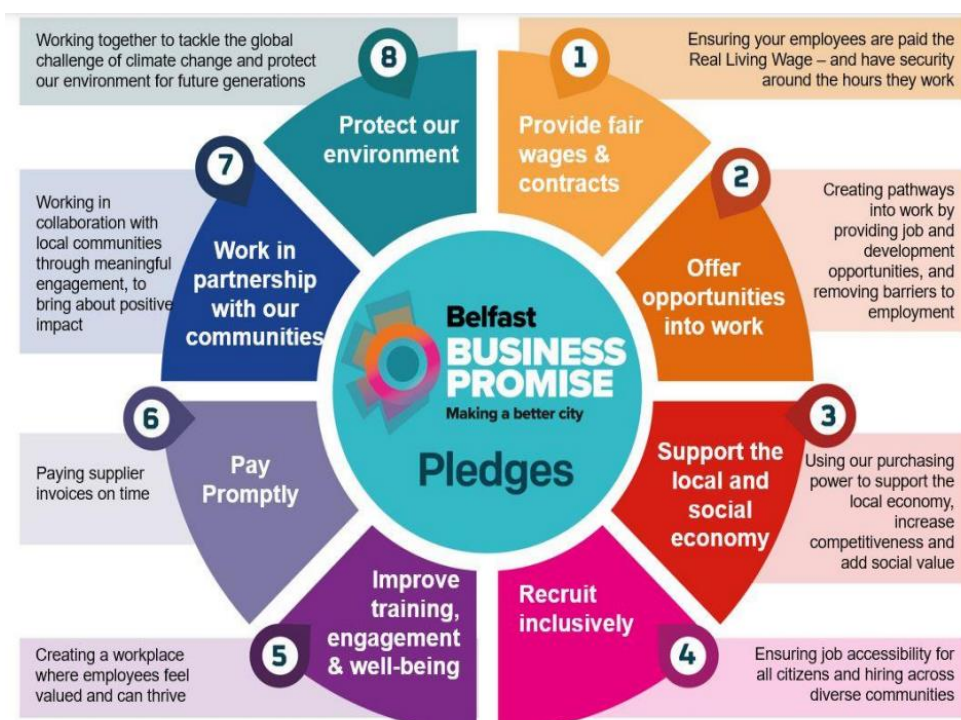 Belfast
BUSINESS
PROMISE
Making a better city
Pledges
1
Provide fair
wages &
contracts
Ensuring your employees are paid the
Real Living Wage – and have security
around the hours they work
2
Offer
opportunities
into work
Creating pathways
into work by
providing job and
development
opportunities, and
removing barriers to
employment
3
Support the
local and
social
economy
Using our purchasing
power to support the
local economy,
increase
competitiveness and
add social value
4
Recruit
inclusively
Ensuring job accessibility for
all citizens and hiring across
diverse communities
5
Improve
training,
engagement
& well-being
Creating a workplace
where employees feel
valued and can thrive
6
Pay
Promptly
Paying supplier
invoices on time
7
Work in
partnership
with our
communities
Working in
collaboration with
local communities
through meaningful
engagement, to
bring about positive
impact
8
Protect our
environment
Working together to tackle the global
challenge of climate change and protect
our environment for future generations